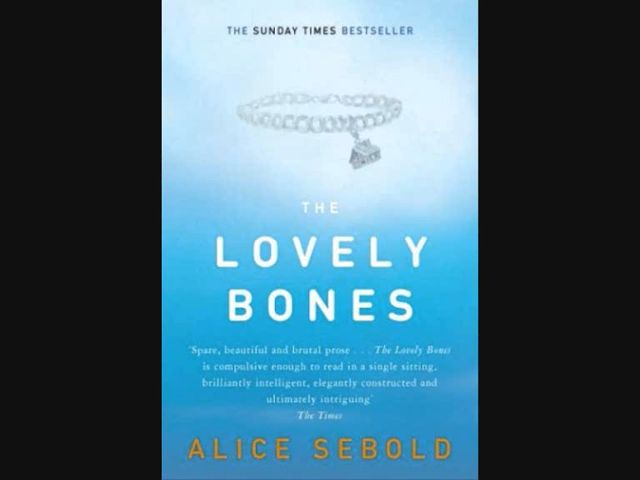 THE SUNDAY TIMES BESTSELLER
THE
LOVELY
BONES
'Spare, beautiful and brutal prose . . . The Lovely Bones
is compulsive enough to read in a single sitting,
brilliantly intelligent, elegantly constructed and
ultimately intriguing'
The Times
ALICE SEBOLD